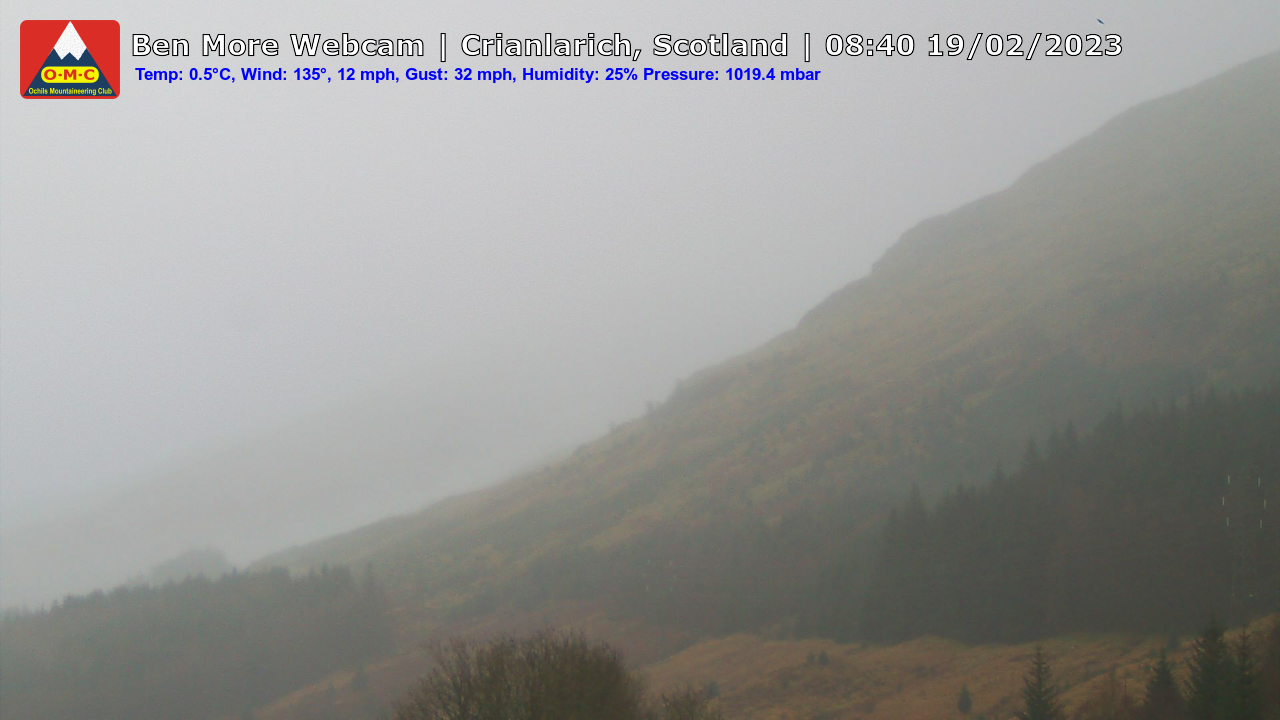 Ben More Webcam | Crianlarich, Scotland | 08:40 19/02/2023
Temp: 0.5°C, Wind: 135°, 12 mph, Gust: 32 mph, Humidity: 25% Pressure: 1019.4 mbar
O-M-C
Ochils Mountaineering Club